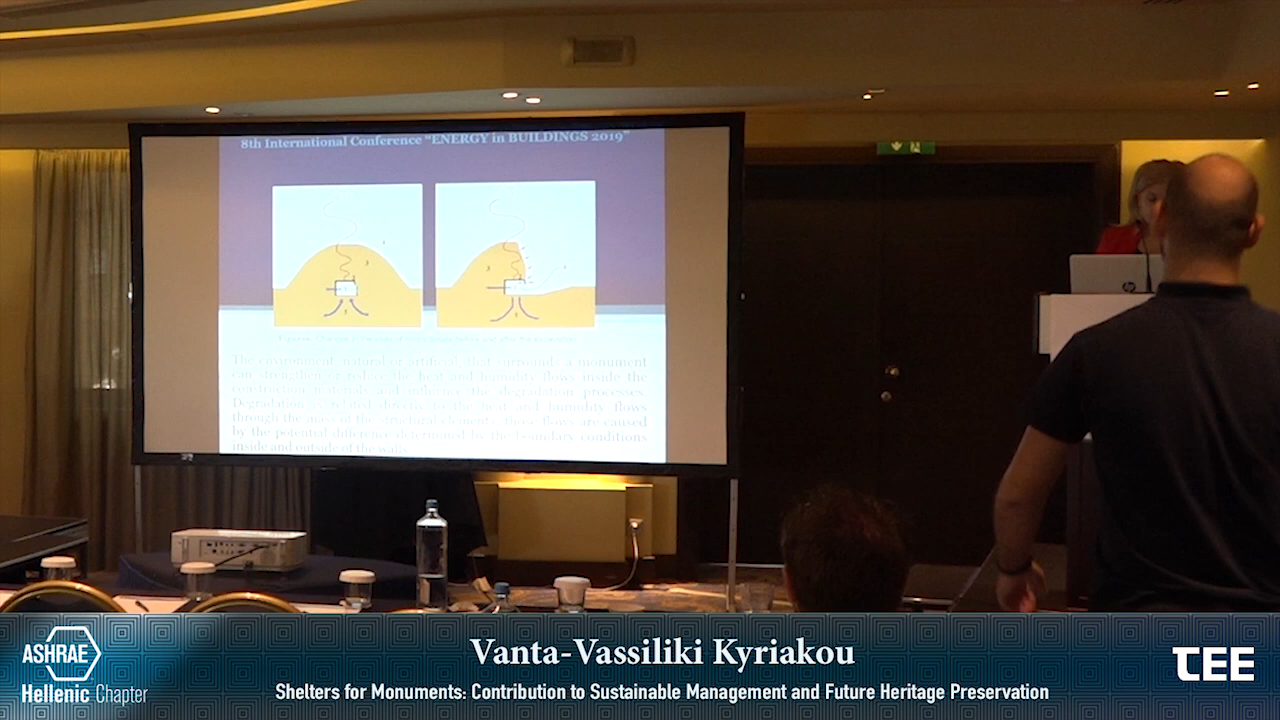 8th International Conference "ENERGY in BUILDINGS 2019"
The environment, natural or artificial, that surrounds a monument
can strengthen or reduce the heat and humidity flows inside the
construction materials and influence the degradation processes.
Degradation is related directly to the heat and humidity flows
through the mass of the structural elements; those flows are caused
by the potential difference determined by the boundary conditions
inside and outside of the walls
hp
ASHRAE
Hellenic Chapter
Vanta-Vassiliki Kyriakou
Shelters for Monuments: Contribution to Sustainable Management and Future Heritage Preservation
TEE